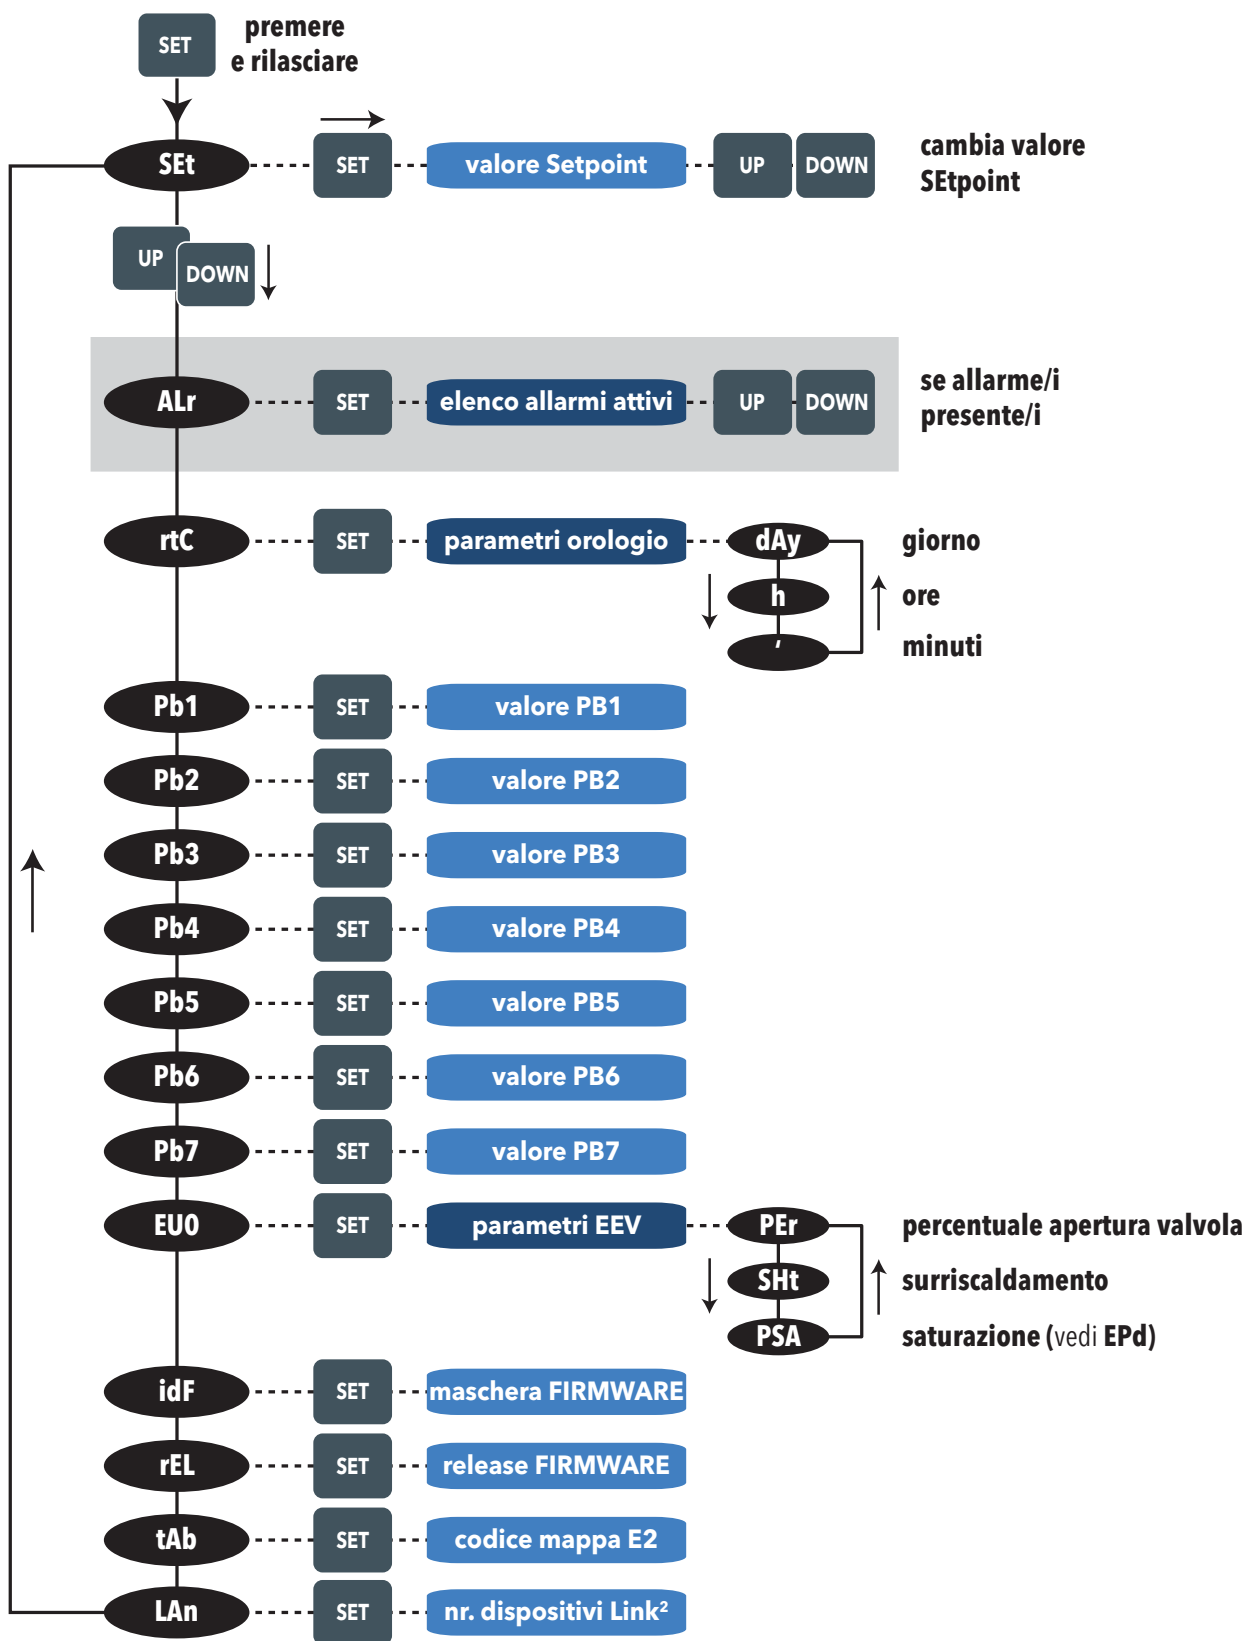 SET
premere
e rilasciare
SEt
SET
valore Setpoint
UP
DOWN
cambia valore
SEtpoint
UP
DOWN
ALr
SET
elenco allarmi attivi
UP
DOWN
se allarme/i
presente/i
rtC
SET
parametri orologio
dAy
giorno
h
ore
'
minuti
Pb1
SET
valore PB1
Pb2
SET
valore PB2
Pb3
SET
valore PB3
Pb4
SET
valore PB4
Pb5
SET
valore PB5
Pb6
SET
valore PB6
Pb7
SET
valore PB7
EU0
SET
parametri EEV
PEr
percentuale apertura valvola
SHt
surriscaldamento
PSA
saturazione (vedi EPd)
idF
SET
maschera FIRMWARE
rEL
SET
release FIRMWARE
tAb
SET
codice mappa E2
LAn
SET
nr. dispositivi Link²